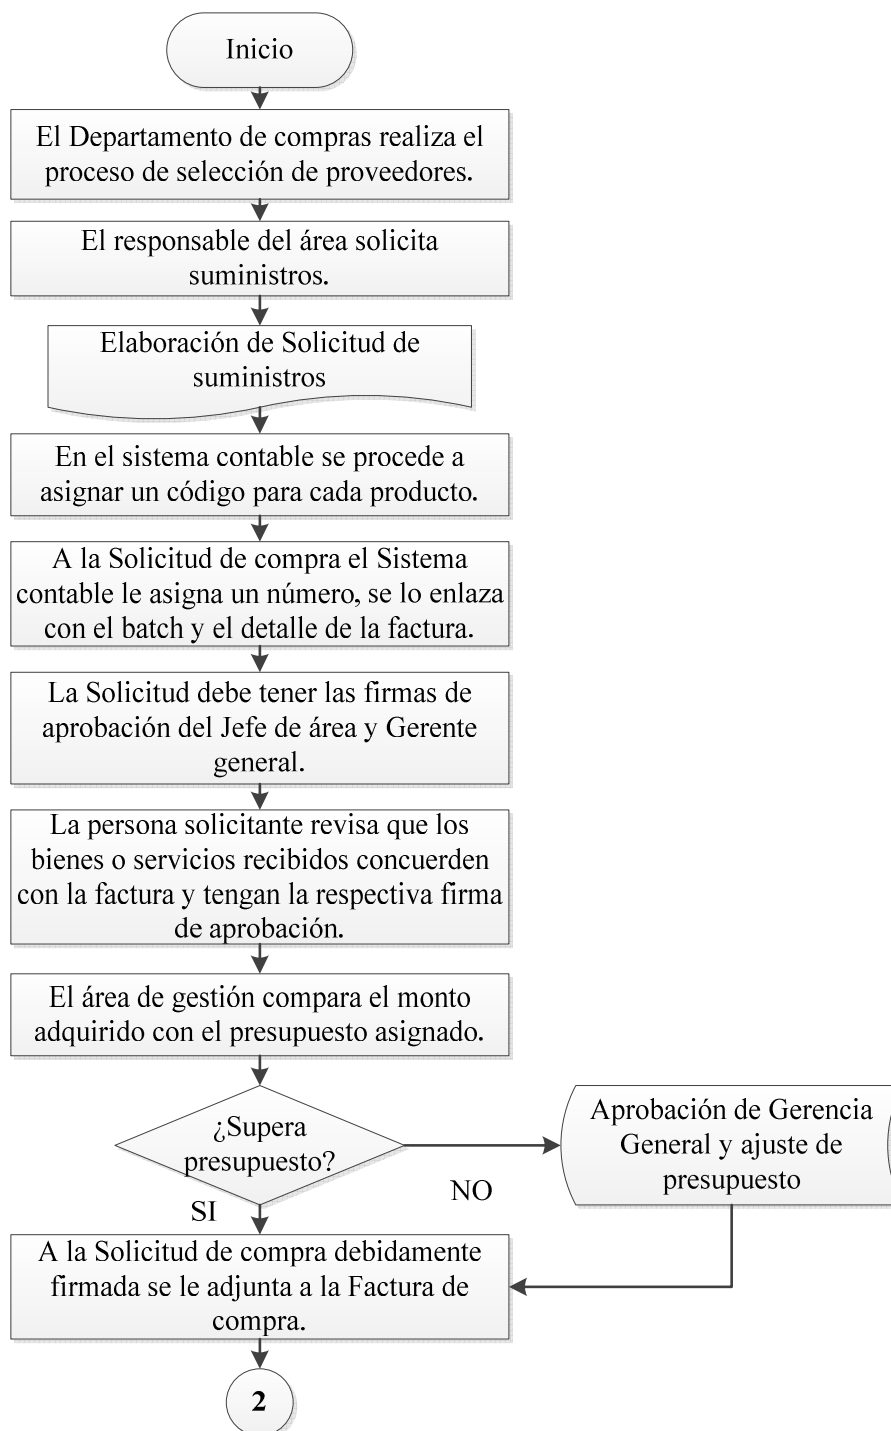 Inicio
El Departamento de compras realiza el
proceso de selección de proveedores.
El responsable del área solicita
suministros.
Elaboración de Solicitud de
suministros
En el sistema contable se procede a
asignar un código para cada producto.
A la Solicitud de compra el Sistema
contable le asigna un número, se lo enlaza
con el batch y el detalle de la factura.
La Solicitud debe tener las firmas de
aprobación del Jefe de área y Gerente
general.
La persona solicitante revisa que los
bienes o servicios recibidos concuerden
con la factura y tengan la respectiva firma
de aprobación.
El área de gestión compara el monto
adquirido con el presupuesto asignado.
¿Supera
presupuesto?
Aprobación de Gerencia
General y ajuste de
presupuesto
NO
SI
A la Solicitud de compra debidamente
firmada se le adjunta a la Factura de
compra.
2